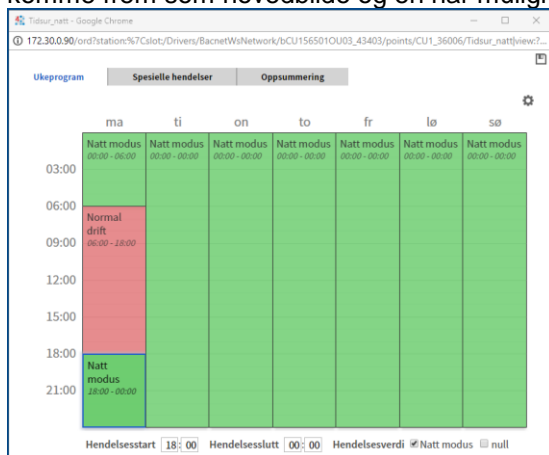 komme from som hovedbilde og en har mulighet
Tidsur_natt - Google Chrome
172.30.0.90/ord?station:%7Cslot:/Drivers/BacnetWsNetwork/bCU156501OU03_43403/points/CU1_36006/Tidsur_natt|view:?...
Ukeprogram Spesielle hendelser Oppsummering
ma ti on to fr lø sø
Natt modus Natt modus Natt modus Natt modus Natt modus Natt modus Natt modus
00:00 - 06:00 00:00 - 00:00 00:00 - 00:00 00:00 - 00:00 00:00 - 00:00 00:00 - 00:00 00:00 - 00:00
03:00
06:00
Normal
drift
09:00 06:00 - 18:00
12:00
15:00
18:00
Natt
modus
21:00 18:00 - 00:00
Hendelsesstart 18: 00 Hendelsesslutt 00: 00 Hendelsesverdi Natt modus null